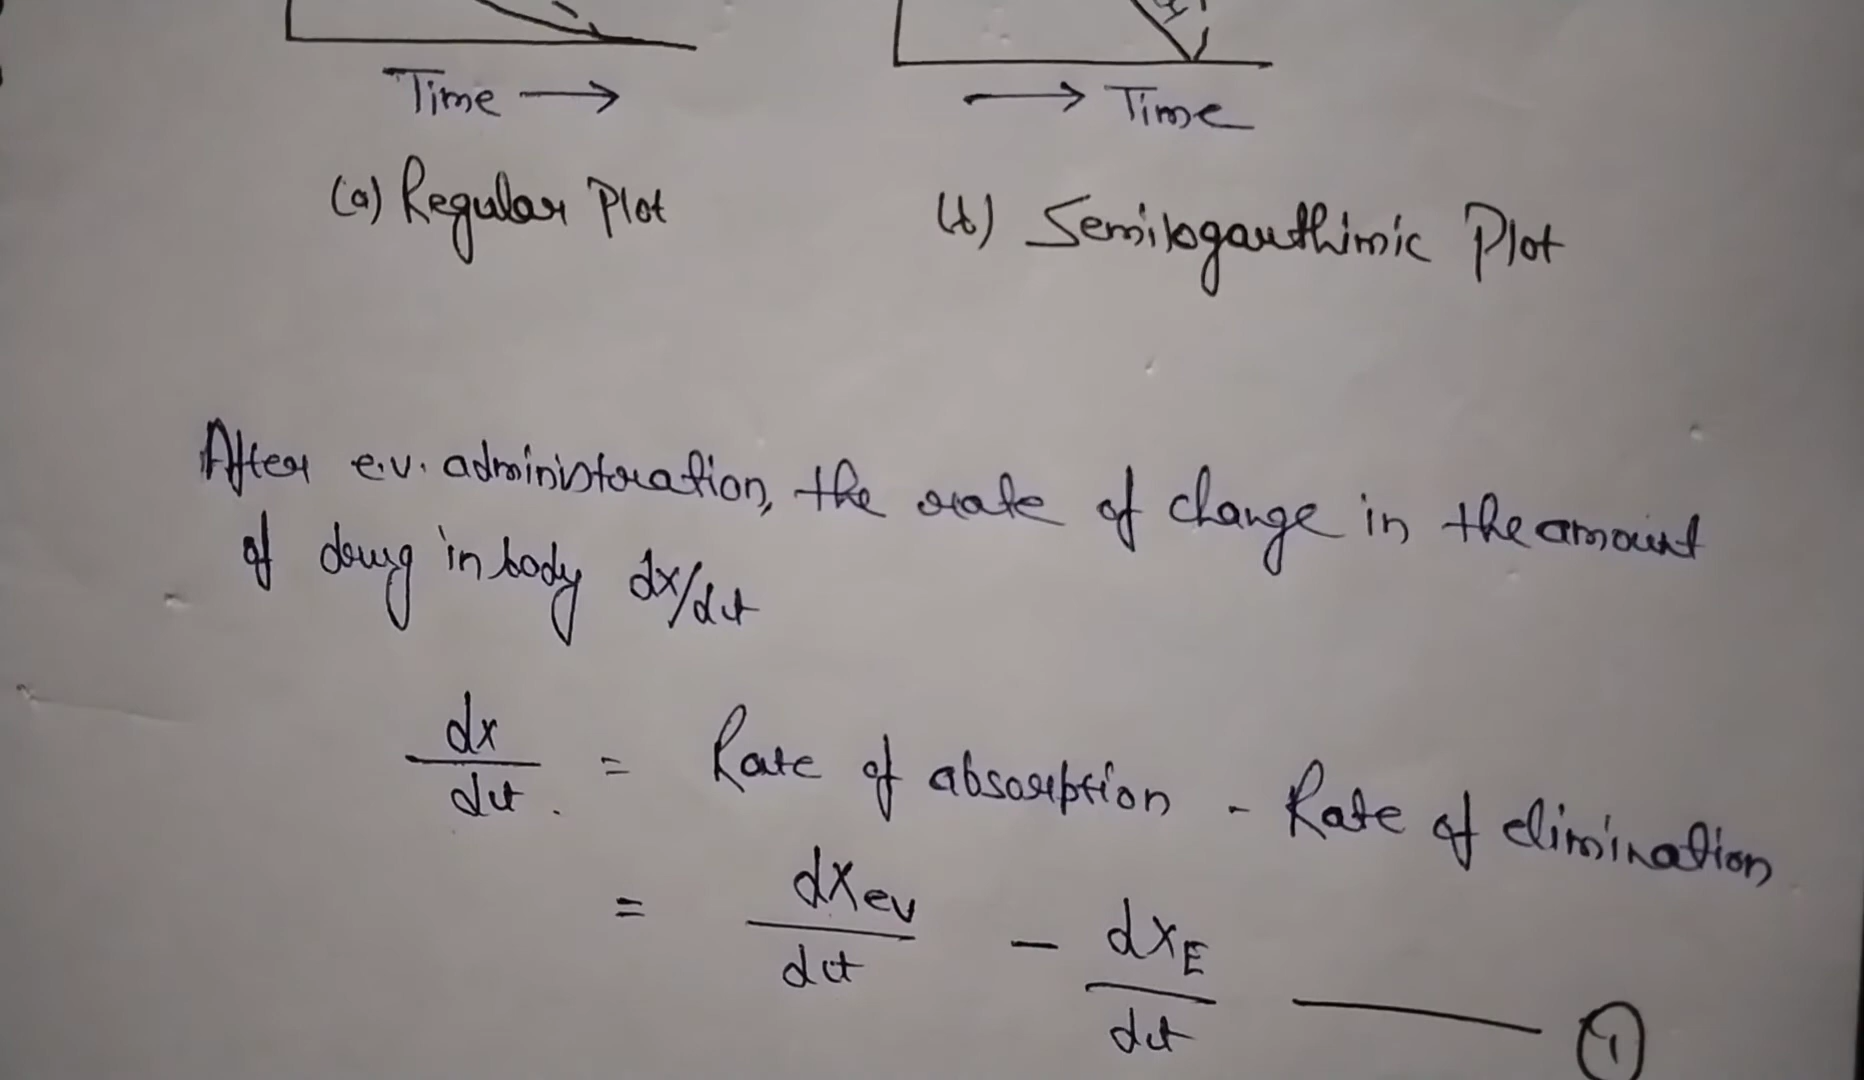 Time →
→ Time
(a) Regular Plot
(b) Semilogarithimic Plot
After e.v. administration, the rate of change in the amount
of drug in body dx/dt
dx/dt = Rate of absorption - Rate of elimination
= dXev/dt - dXE/dt —— ①